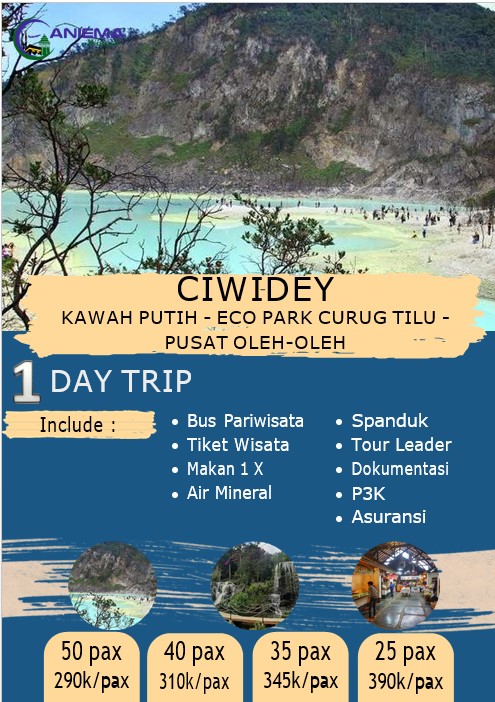 CANIEMA
CIWIDEY
KAWAH PUTIH - ECO PARK CURUG TILU -
PUSAT OLEH-OLEH
1 DAY TRIP
Include :
• Bus Pariwisata
• Tiket Wisata
• Makan 1 X
• Air Mineral
• Spanduk
• Tour Leader
• Dokumentasi
• P3K
• Asuransi
50 pax
290k/pax
40 pax
310k/pax
35 pax
345k/pax
25 pax
390k/pax